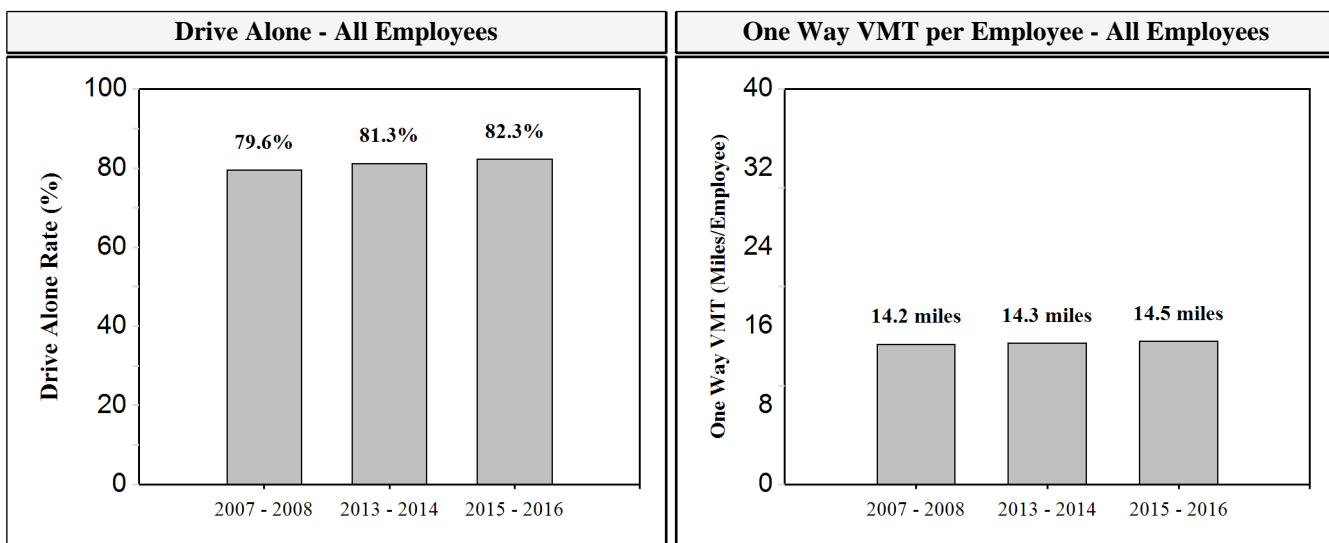 Drive Alone - All Employees
One Way VMT per Employee - All Employees
Drive Alone Rate (%)
100
80
60
40
20
0
79.6%
81.3%
82.3%
2007 - 2008
2013 - 2014
2015 - 2016
One Way VMT (Miles/Employee)
40
32
24
16
8
0
14.2 miles
14.3 miles
14.5 miles
2007 - 2008
2013 - 2014
2015 - 2016